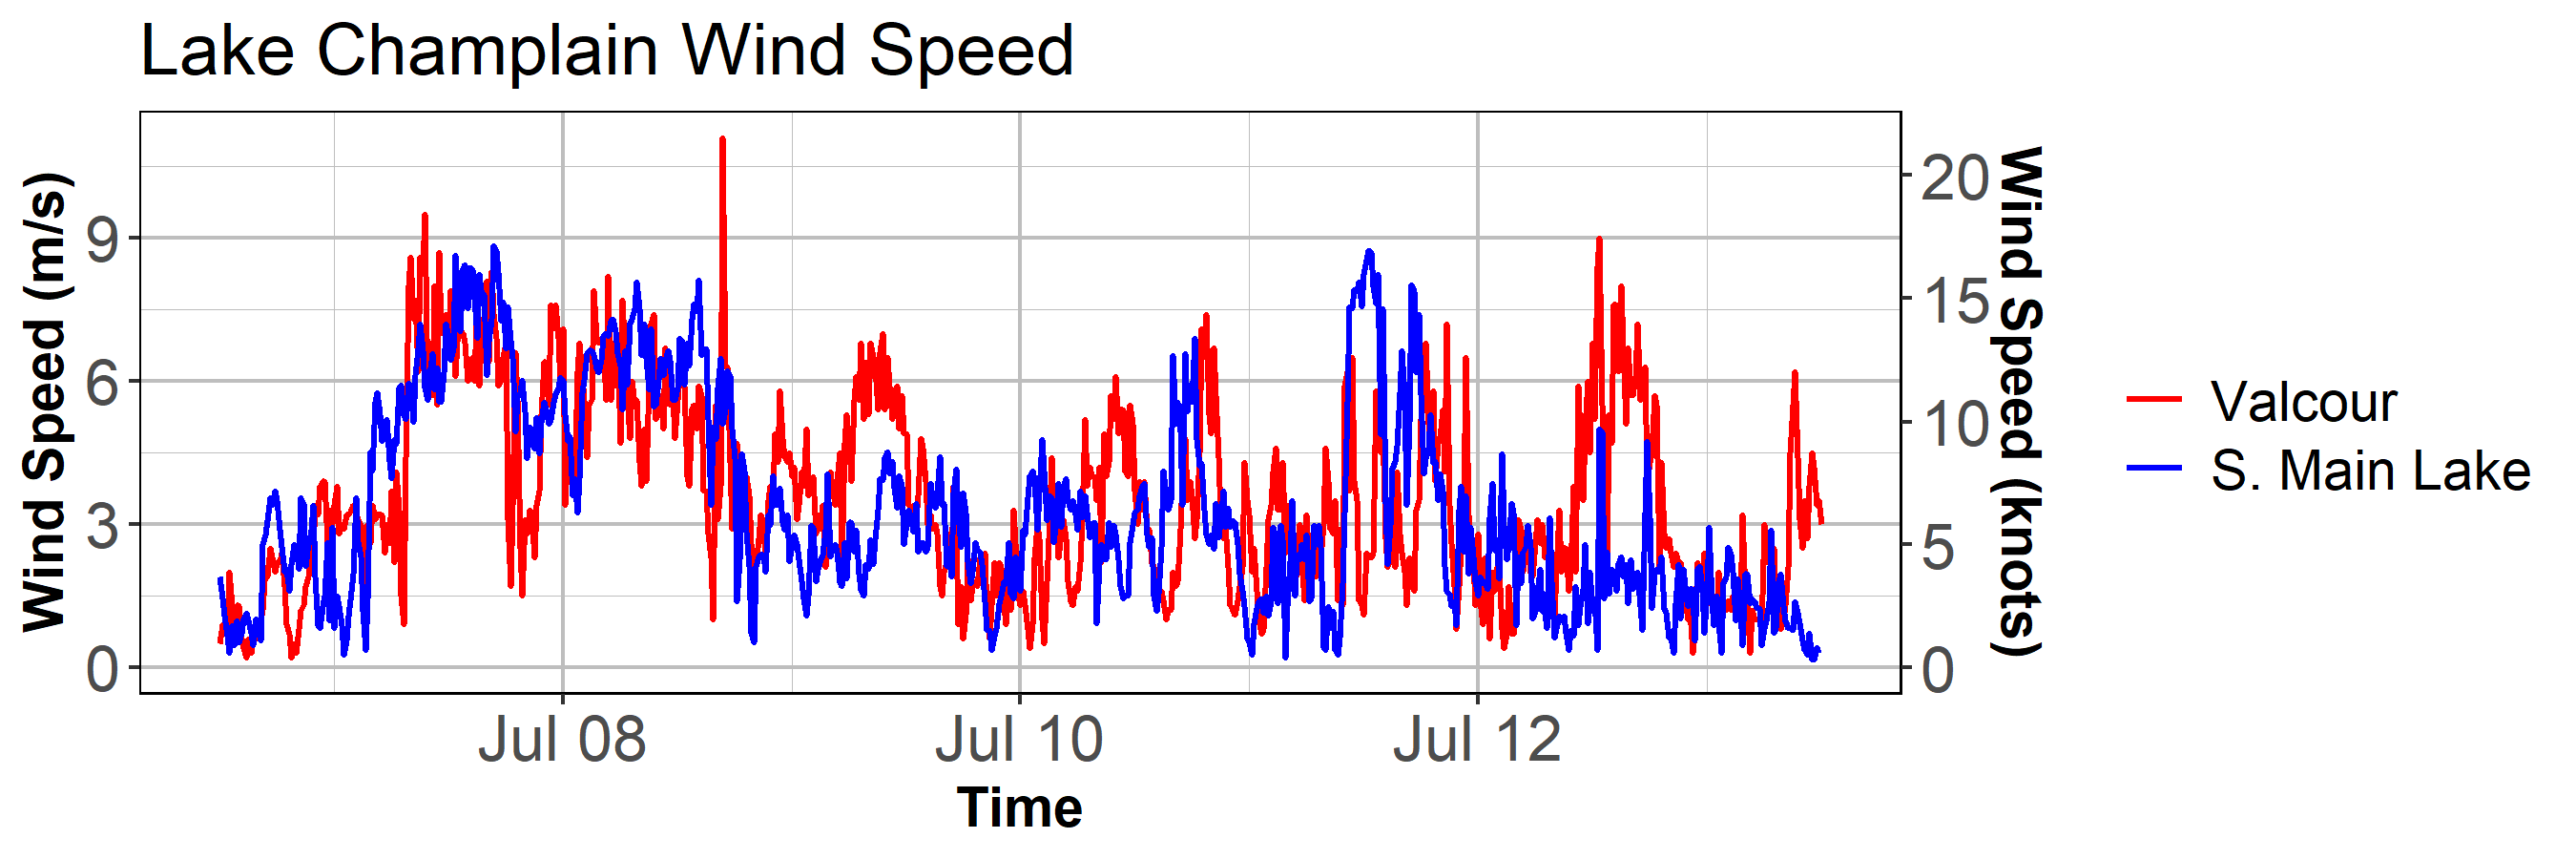 Lake Champlain Wind Speed
Wind Speed (m/s)
9
6
3
0
20
15
10
5
0
Wind Speed (knots)
Jul 08
Jul 10
Jul 12
Time
Valcour
S. Main Lake